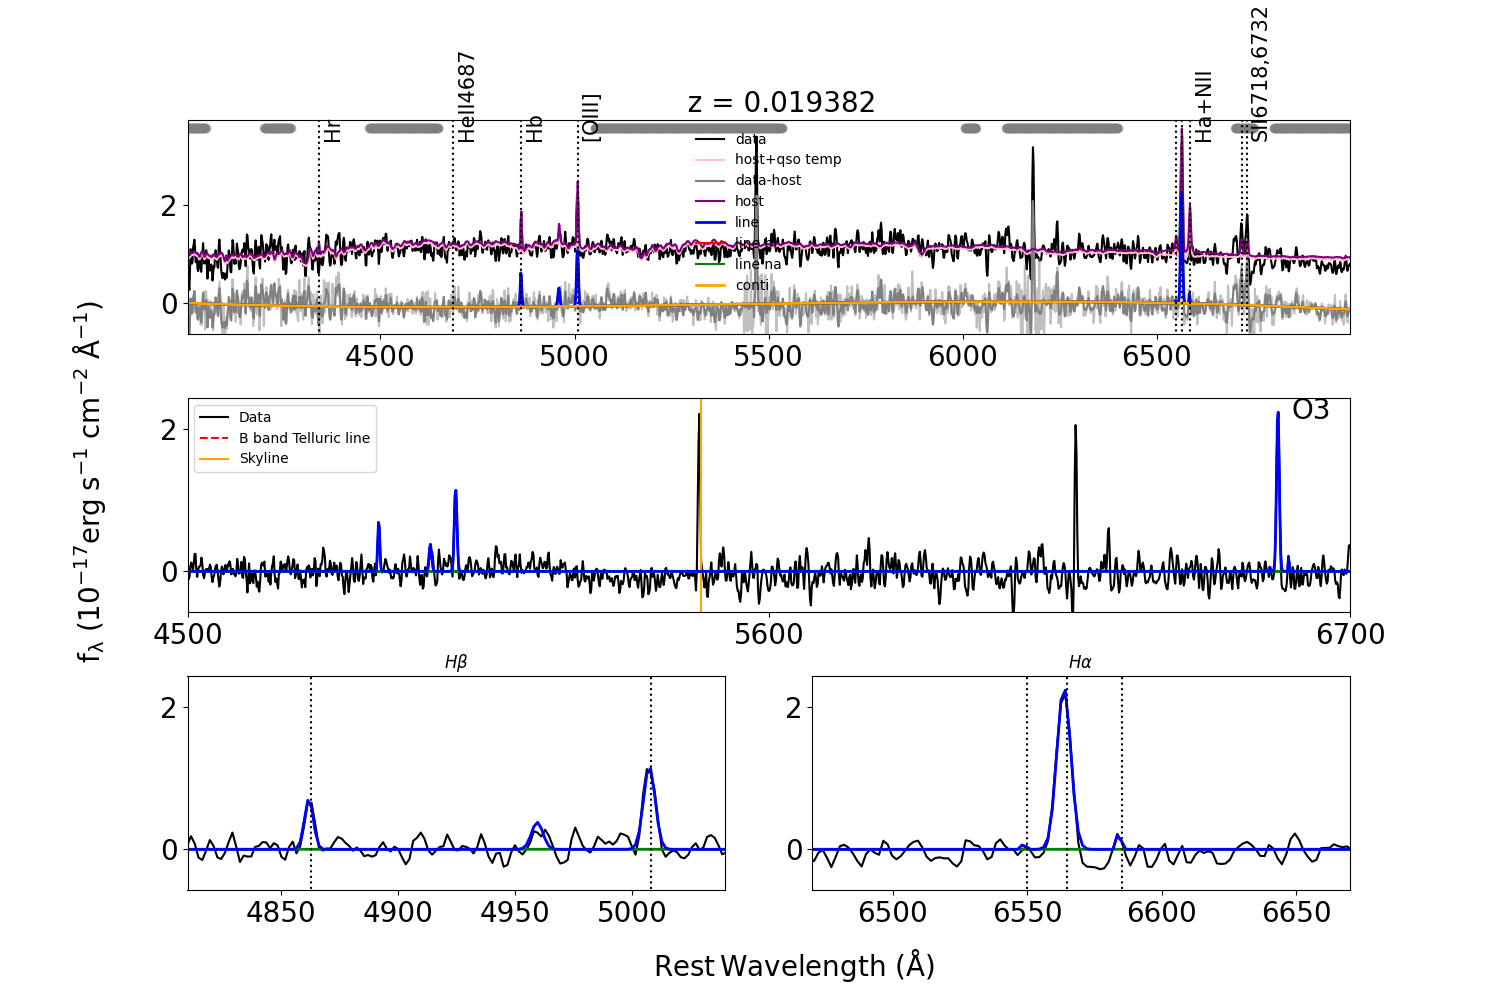 z = 0.019382
Hr
HeII4687
Hb
[OIII]
Ha+NII
SII6718,6732
data
host+qso temp
data-host
host
line
line na
conti
2
0
4500
5000
5500
6000
6500
fλ (10⁻¹⁷erg s⁻¹ cm⁻² Å⁻¹)
Data
B band Telluric line
Skyline
O3
2
0
4500
5600
6700
Hβ
2
0
4850
4900
4950
5000
Hα
2
0
6500
6550
6600
6650
Rest Wavelength (Å)